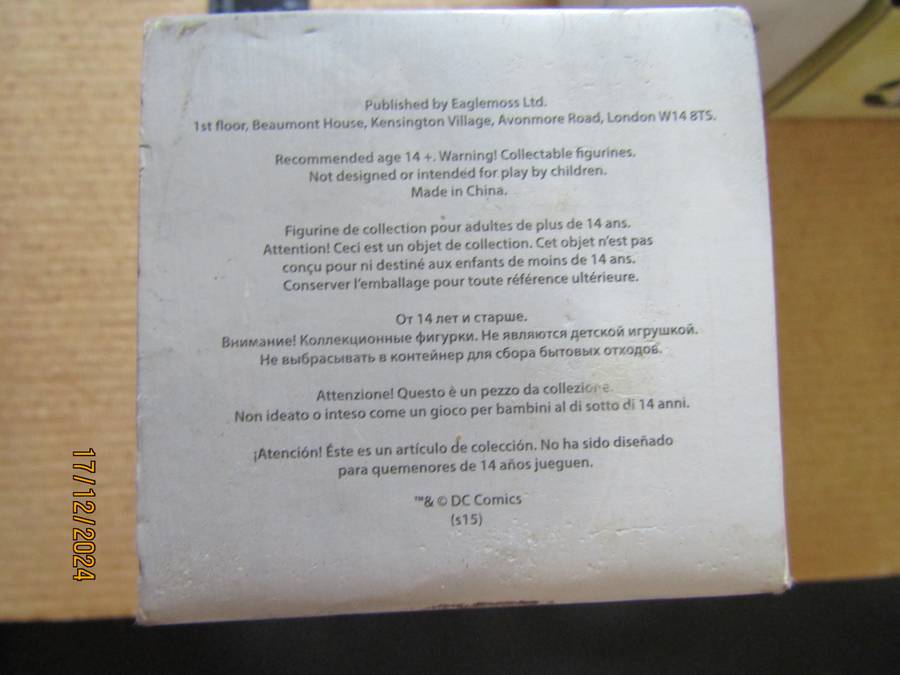 Published by Eaglemoss Ltd.
1st floor, Beaumont House, Kensington Village, Avonmore Road, London W14 8TS.
Recommended age 14 +. Warning! Collectable figurines.
Not designed or intended for play by children.
Made in China.
Figurine de collection pour adultes de plus de 14 ans.
Attention! Ceci est un objet de collection. Cet objet n'est pas
conçu pour ni destiné aux enfants de moins de 14 ans.
Conserver l'emballage pour toute référence ultérieure.
От 14 лет и старше.
Внимание! Коллекционные фигурки. Не являются детской игрушкой.
Не выбрасывать в контейнер для сбора бытовых отходов.
Attenzione! Questo è un pezzo da collezione.
Non ideato o inteso come un gioco per bambini al di sotto di 14 anni.
¡Atención! Éste es un artículo de colección. No ha sido diseñado
para quemenores de 14 años jueguen.
™& © DC Comics
(s15)
17/12/2024